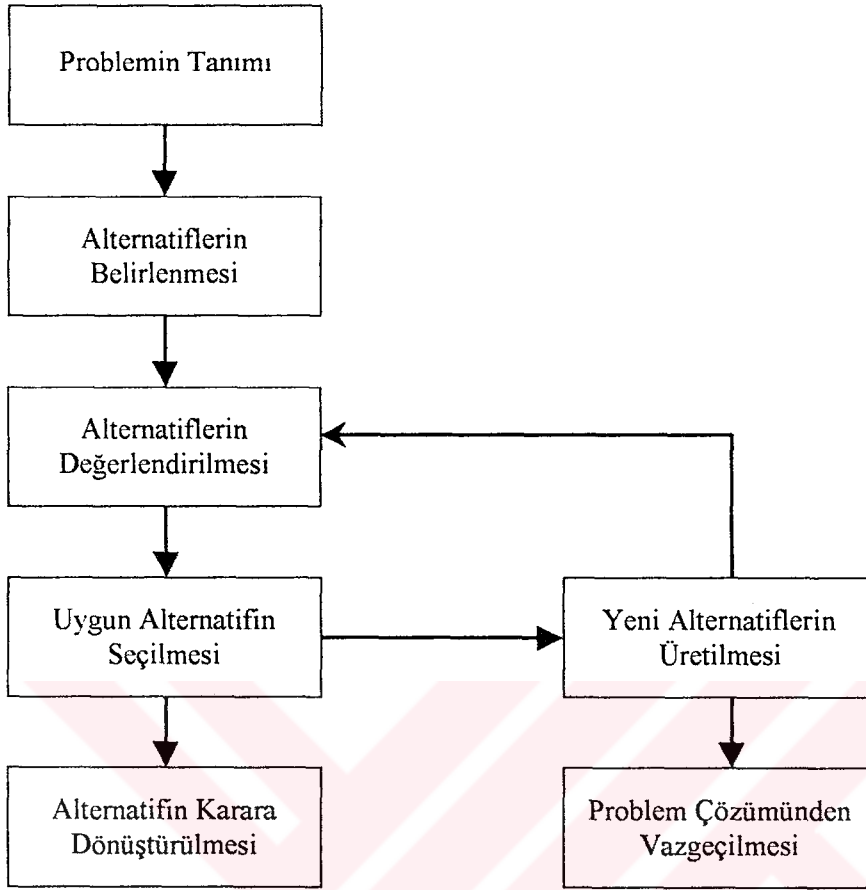 Problemin Tanımı
Alternatiflerin
Belirlenmesi
Alternatiflerin
Değerlendirilmesi
Uygun Alternatifin
Seçilmesi
Yeni Alternatiflerin
Üretilmesi
Alternatifin Karara
Dönüştürülmesi
Problem Çözümünden
Vazgeçilmesi